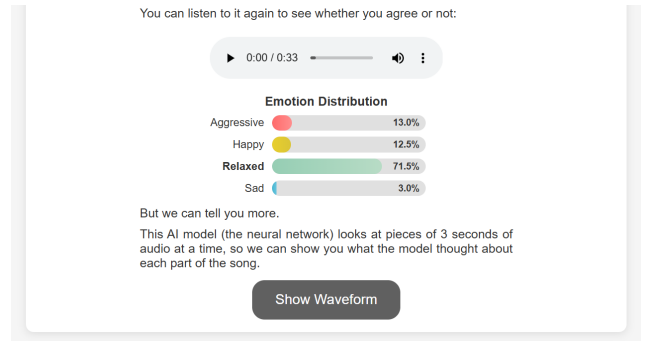 You can listen to it again to see whether you agree or not:
0:00 / 0:33
Emotion Distribution
Aggressive 13.0%
Happy 12.5%
Relaxed 71.5%
Sad 3.0%
But we can tell you more.
This AI model (the neural network) looks at pieces of 3 seconds of
audio at a time, so we can show you what the model thought about
each part of the song.
Show Waveform